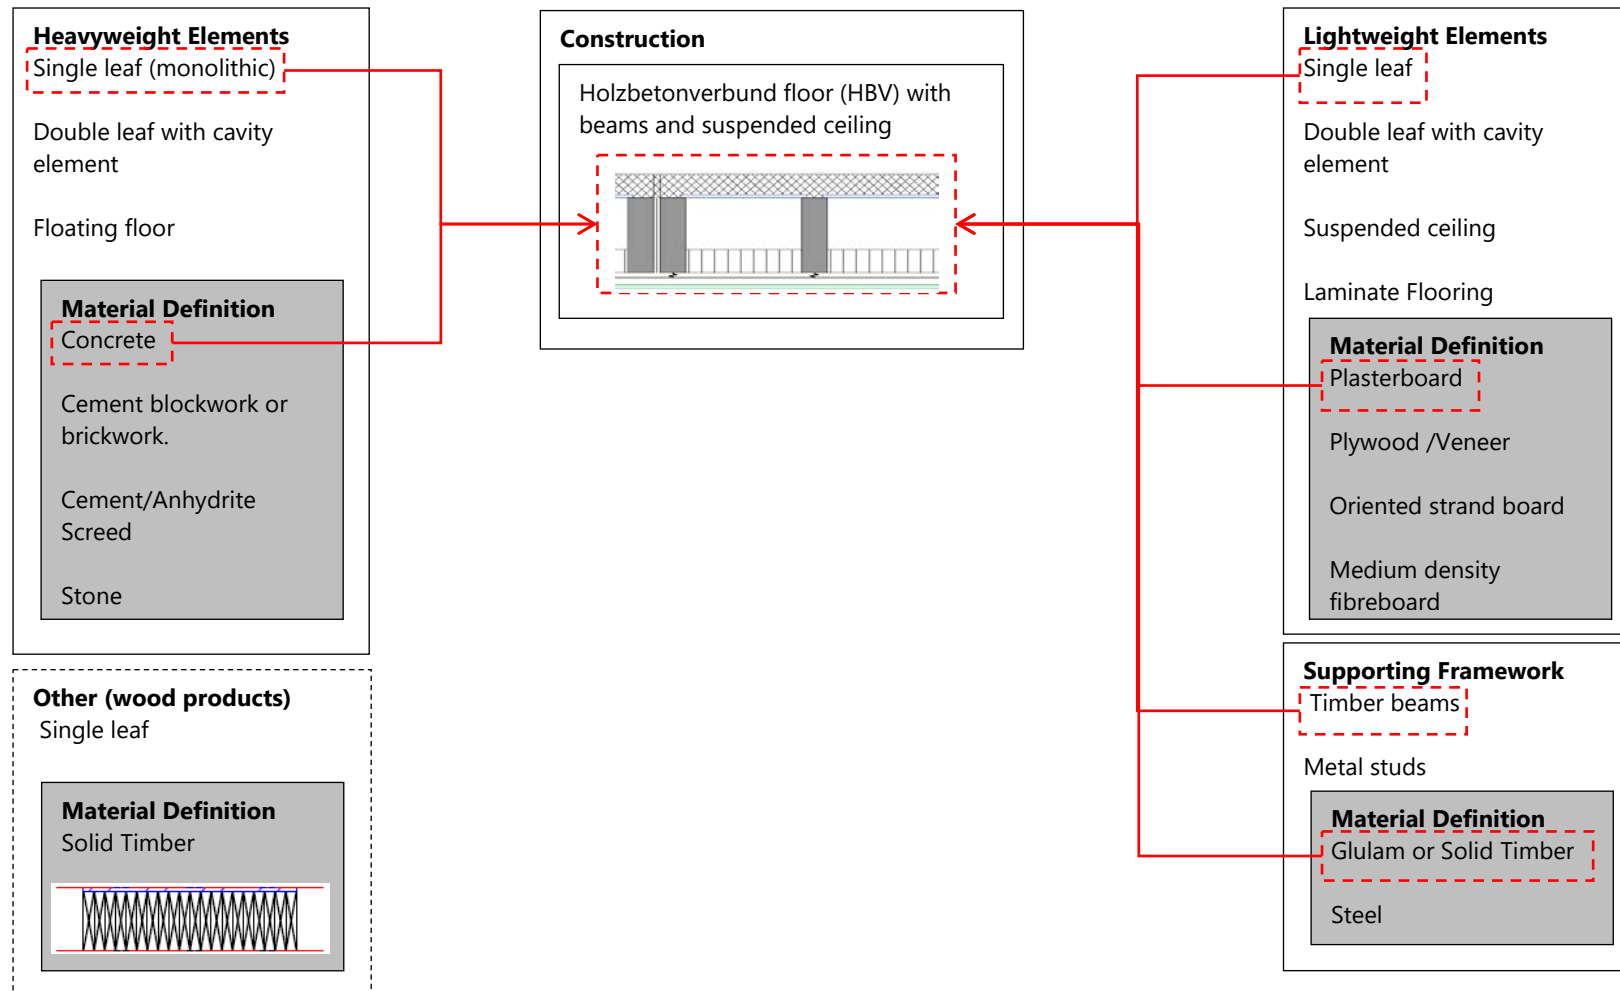 Heavyweight Elements
Single leaf (monolithic)
Double leaf with cavity
element
Floating floor
Material Definition
Concrete
Cement blockwork or
brickwork.
Cement/Anhydrite
Screed
Stone
Other (wood products)
Single leaf
Material Definition
Solid Timber
Construction
Holzbetonverbund floor (HBV) with
beams and suspended ceiling
Lightweight Elements
Single leaf
Double leaf with cavity
element
Suspended ceiling
Laminate Flooring
Material Definition
Plasterboard
Plywood /Veneer
Oriented strand board
Medium density
fibreboard
Supporting Framework
Timber beams
Metal studs
Material Definition
Glulam or Solid Timber
Steel